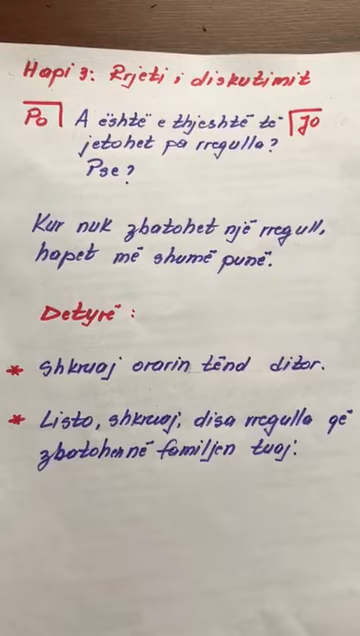 Hapi 3: Rrjeti i diskutimit
Po A është e thjeshtë të Jo
jetohet pa rregulla?
Pse?
Kur nuk zbatohet një rregull,
hapet më shumë punë.
Detyrë:
* Shkruaj orarin tënd ditor.
* Listo, shkruaj, disa rregulla që
zbatohen në familjen tuaj.